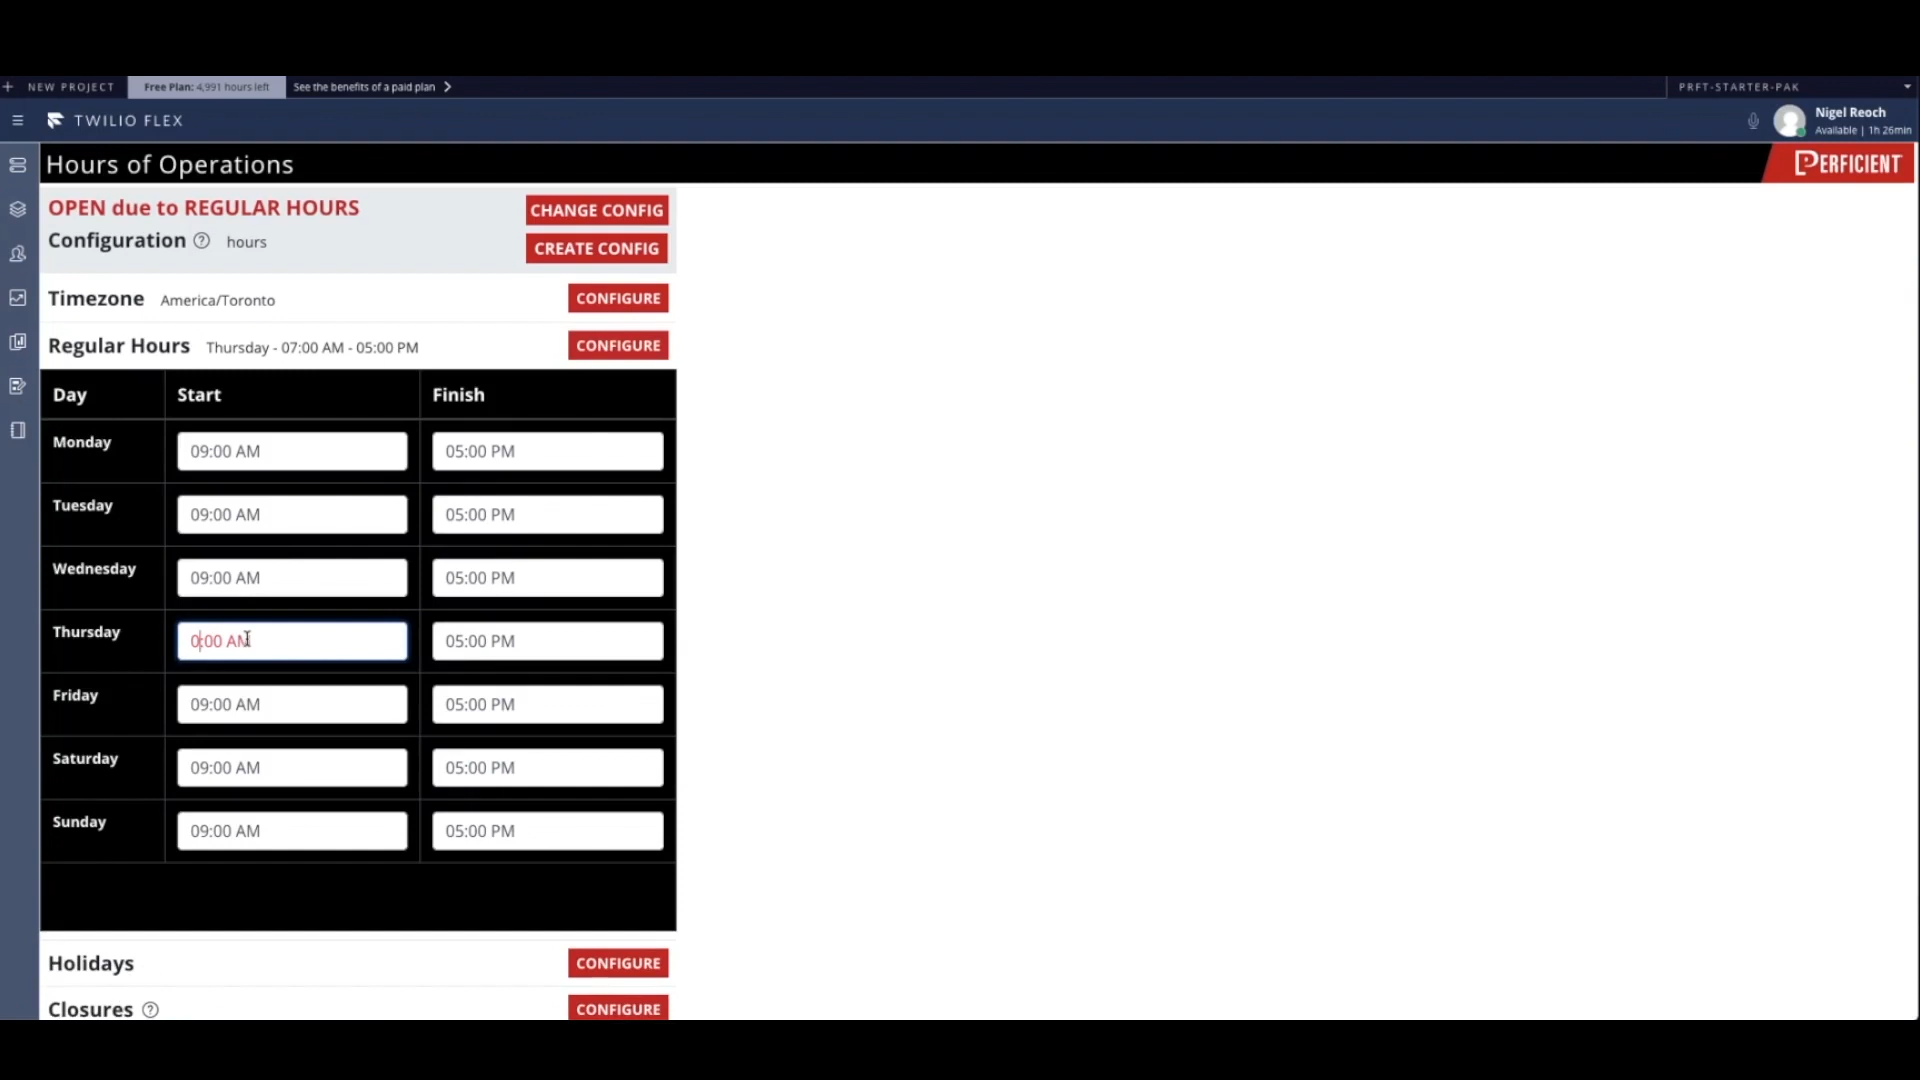 + NEW PROJECT Free Plan: 4,991 hours left See the benefits of a paid plan PRFT-STARTER-PAK
TWILIO FLEX Nigel Reoch
Available | 1h 26min
Hours of Operations PERFICIENT
OPEN due to REGULAR HOURS CHANGE CONFIG
Configuration ? hours CREATE CONFIG
Timezone America/Toronto CONFIGURE
Regular Hours Thursday - 07:00 AM - 05:00 PM CONFIGURE
Day Start Finish
Monday 09:00 AM 05:00 PM
Tuesday 09:00 AM 05:00 PM
Wednesday 09:00 AM 05:00 PM
Thursday 0:00 AM 05:00 PM
Friday 09:00 AM 05:00 PM
Saturday 09:00 AM 05:00 PM
Sunday 09:00 AM 05:00 PM
Holidays CONFIGURE
Closures ? CONFIGURE